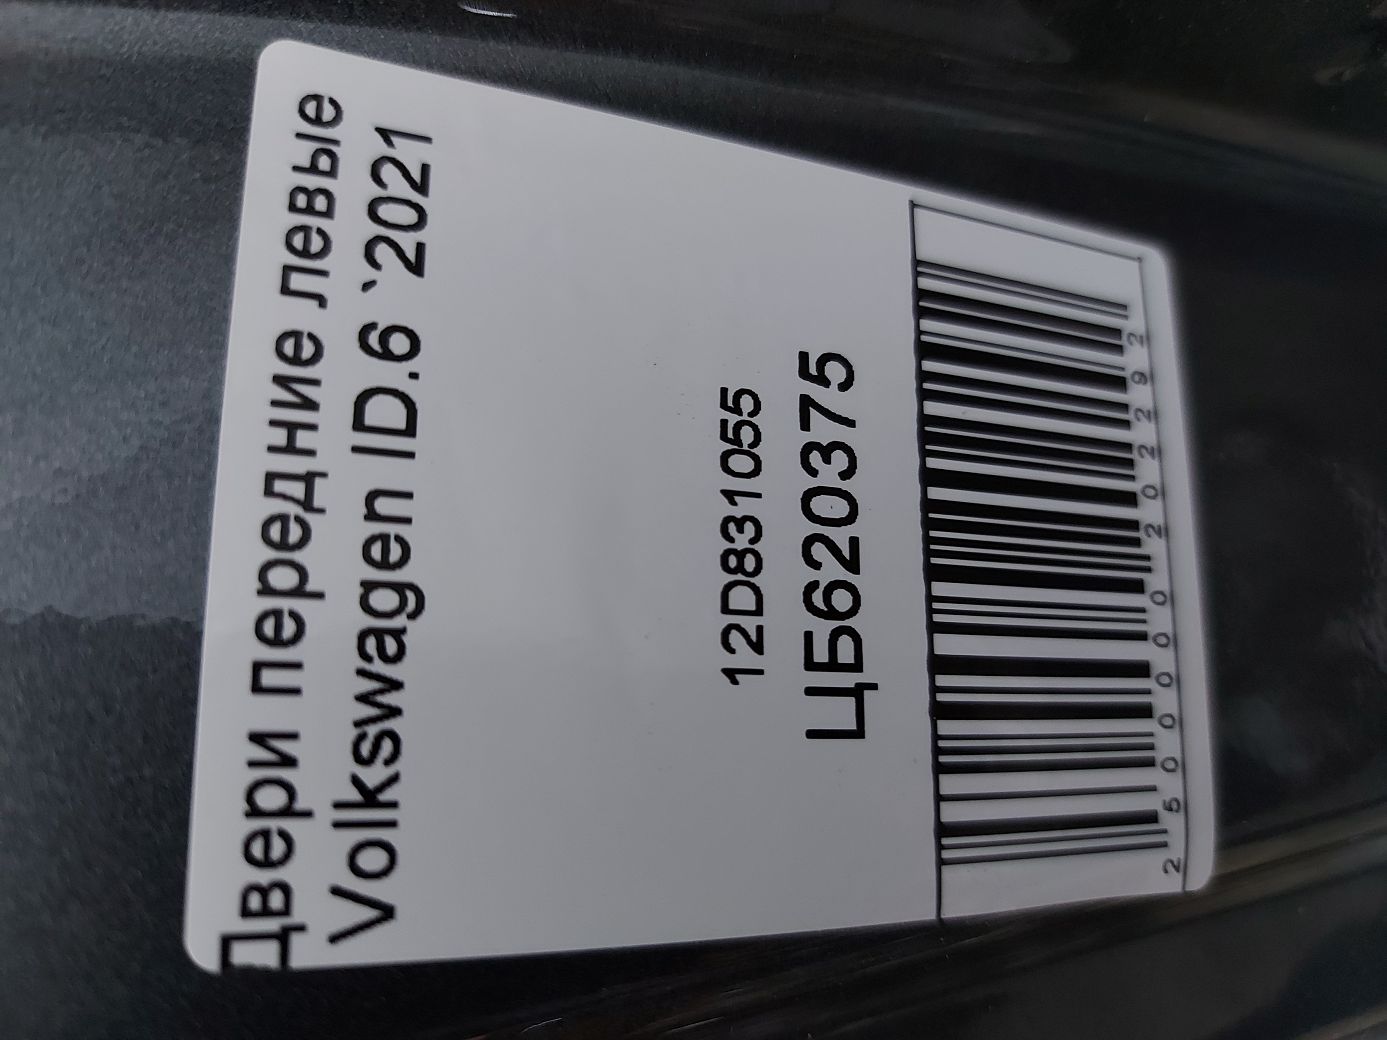 Двери передние левые
Volkswagen ID.6 `2021
12D831055
ЦБ620375
2500000202292